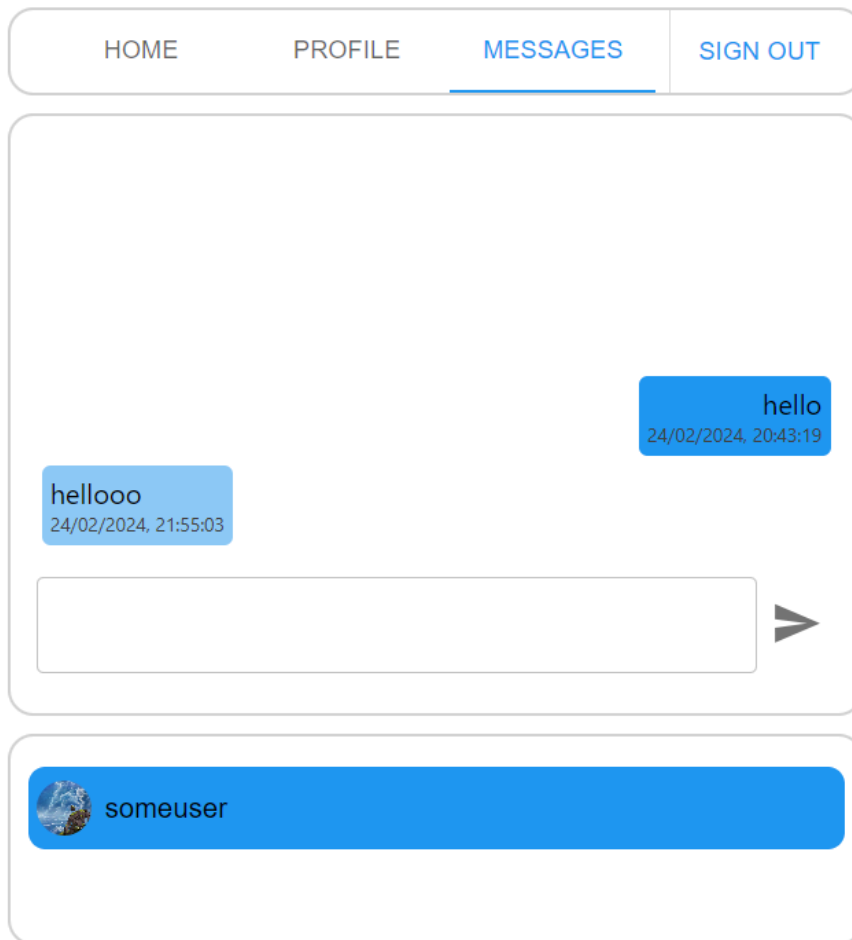 HOME PROFILE MESSAGES SIGN OUT
hello
24/02/2024, 20:43:19
hellooo
24/02/2024, 21:55:03
someuser